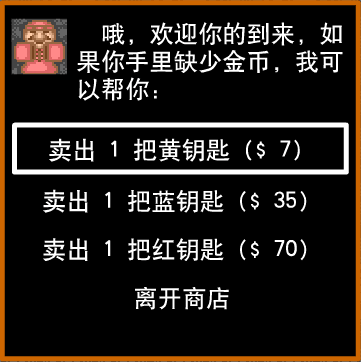 哦，欢迎你的到来，如
果你手里缺少金币，我可
以帮你：
卖出 1 把黄钥匙（$ 7）
卖出 1 把蓝钥匙（$ 35）
卖出 1 把红钥匙（$ 70）
离开商店